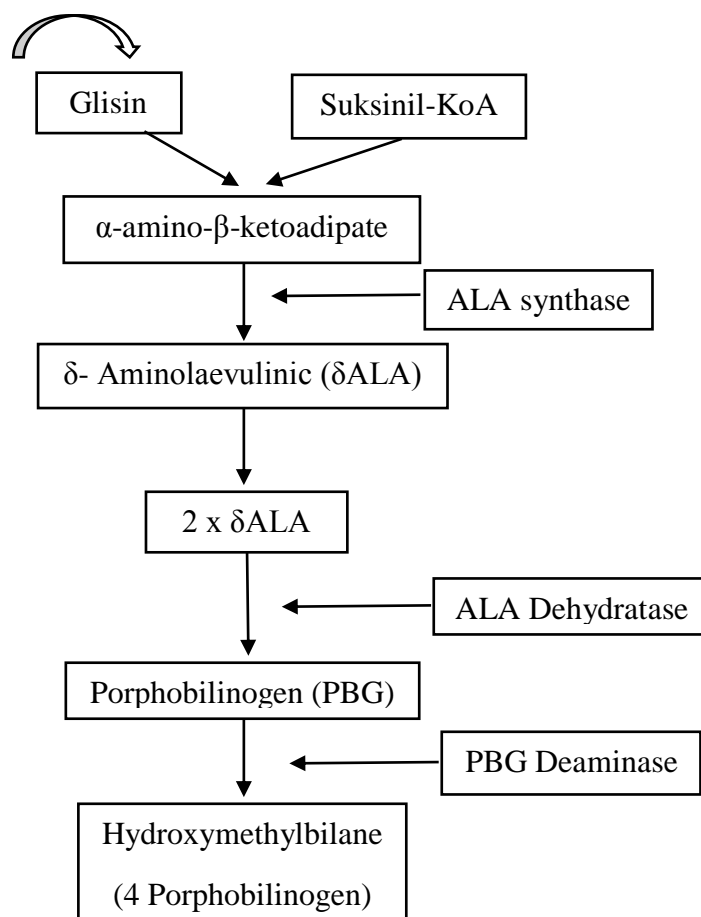 Glisin
Suksinil-KoA
α-amino-β-ketoadipate
ALA synthase
δ- Aminolaevulinic (δALA)
2 x δALA
ALA Dehydratase
Porphobilinogen (PBG)
PBG Deaminase
Hydroxymethylbilane
(4 Porphobilinogen)